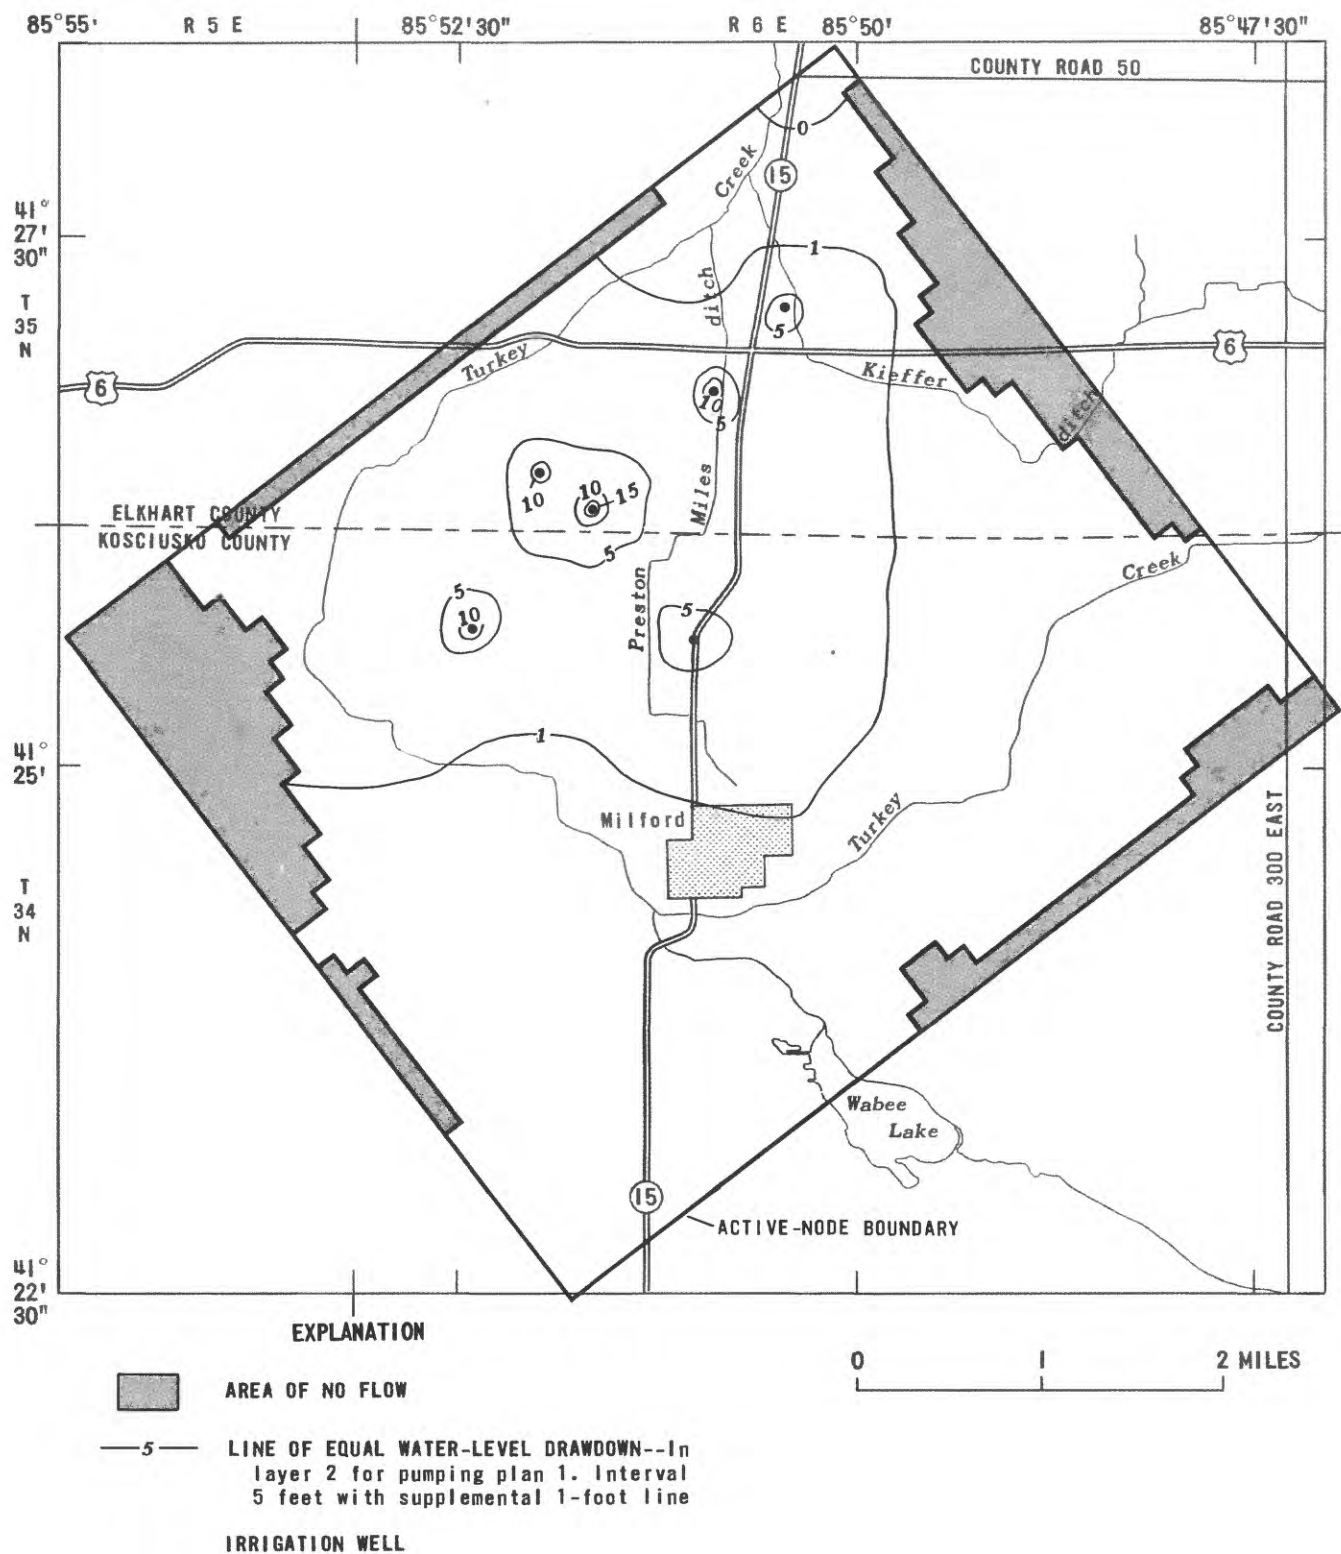 85°55' R 5 E 85°52'30" R 6 E 85°50' 85°47'30"
COUNTY ROAD 50
0
Creek
15
41°
27'
30"
1
ditch
T
35
N
5
Turkey
6
6
Kieffer
10
5
ditch
Miles
10
10
15
ELKHART COUNTY
KOSCIUSKO COUNTY
5
Creek
Preston
5
10
5
1
41°
25'
Milford
Turkey
COUNTY ROAD 300 EAST
T
34
N
Wabee
Lake
15
ACTIVE-NODE BOUNDARY
41°
22'
30"
EXPLANATION
0 1 2 MILES
AREA OF NO FLOW
5
LINE OF EQUAL WATER-LEVEL DRAWDOWN--In
layer 2 for pumping plan 1. Interval
5 feet with supplemental 1-foot line
IRRIGATION WELL